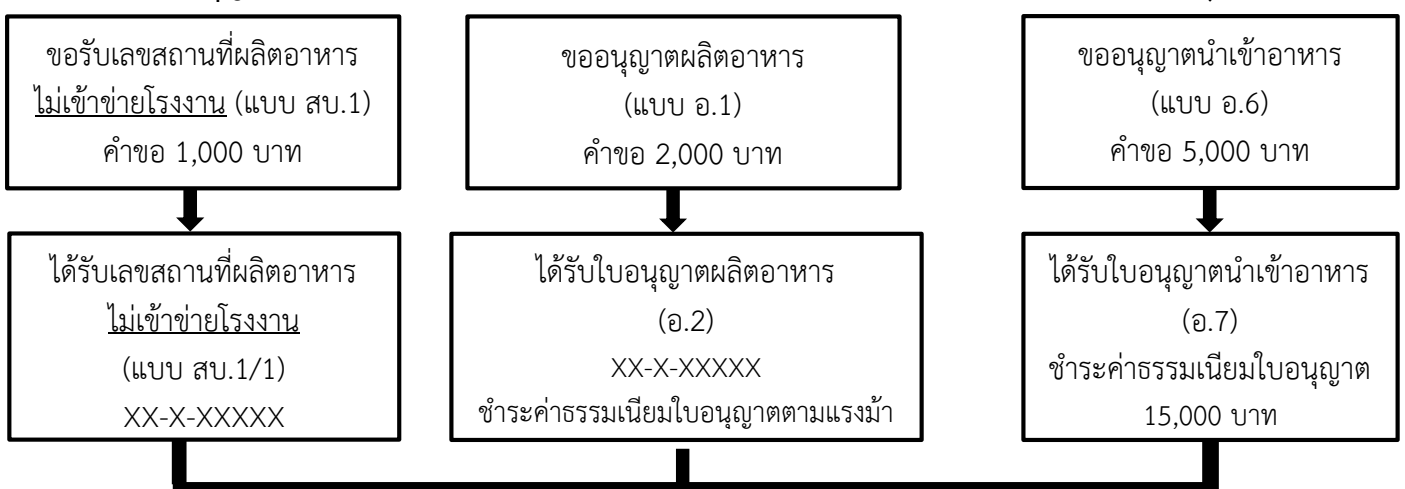 ขอรับเลขสถานที่ผลิตอาหาร
ไม่เข้าข่ายโรงงาน (แบบ สบ.1)
คำขอ 1,000 บาท
ขออนุญาตผลิตอาหาร
(แบบ อ.1)
คำขอ 2,000 บาท
ขออนุญาตนำเข้าอาหาร
(แบบ อ.6)
คำขอ 5,000 บาท
ได้รับเลขสถานที่ผลิตอาหาร
ไม่เข้าข่ายโรงงาน
(แบบ สบ.1/1)
XX-X-XXXXX
ได้รับใบอนุญาตผลิตอาหาร
(อ.2)
XX-X-XXXXX
ชำระค่าธรรมเนียมใบอนุญาตตามแรงม้า
ได้รับใบอนุญาตนำเข้าอาหาร
(อ.7)
ชำระค่าธรรมเนียมใบอนุญาต
15,000 บาท